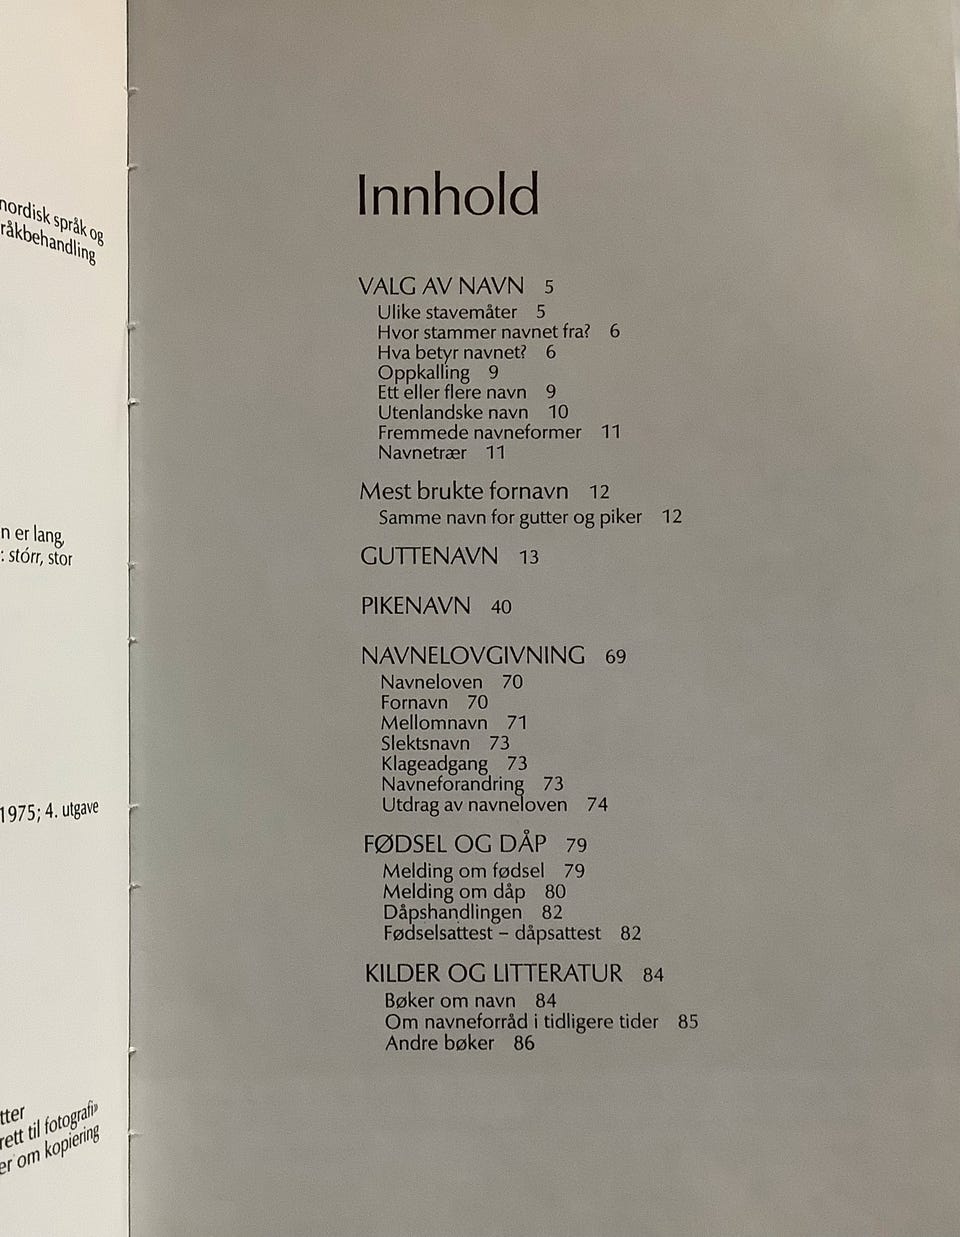 nordisk språk og
råkbehandling
n er lang,
: stórr, stor
1975; 4. utgave
tter
rett til fotografi»
er om kopiering
Innhold
VALG AV NAVN 5
Ulike stavemåter 5
Hvor stammer navnet fra? 6
Hva betyr navnet? 6
Oppkalling 9
Ett eller flere navn 9
Utenlandske navn 10
Fremmede navneformer 11
Navnetrær 11
Mest brukte fornavn 12
Samme navn for gutter og piker 12
GUTTENAVN 13
PIKENAVN 40
NAVNELOVGIVNING 69
Navneloven 70
Fornavn 70
Mellomnavn 71
Slektsnavn 73
Klageadgang 73
Navneforandring 73
Utdrag av navneloven 74
FØDSEL OG DÅP 79
Melding om fødsel 79
Melding om dåp 80
Dåpshandlingen 82
Fødselsattest – dåpsattest 82
KILDER OG LITTERATUR 84
Bøker om navn 84
Om navneforråd i tidligere tider 85
Andre bøker 86